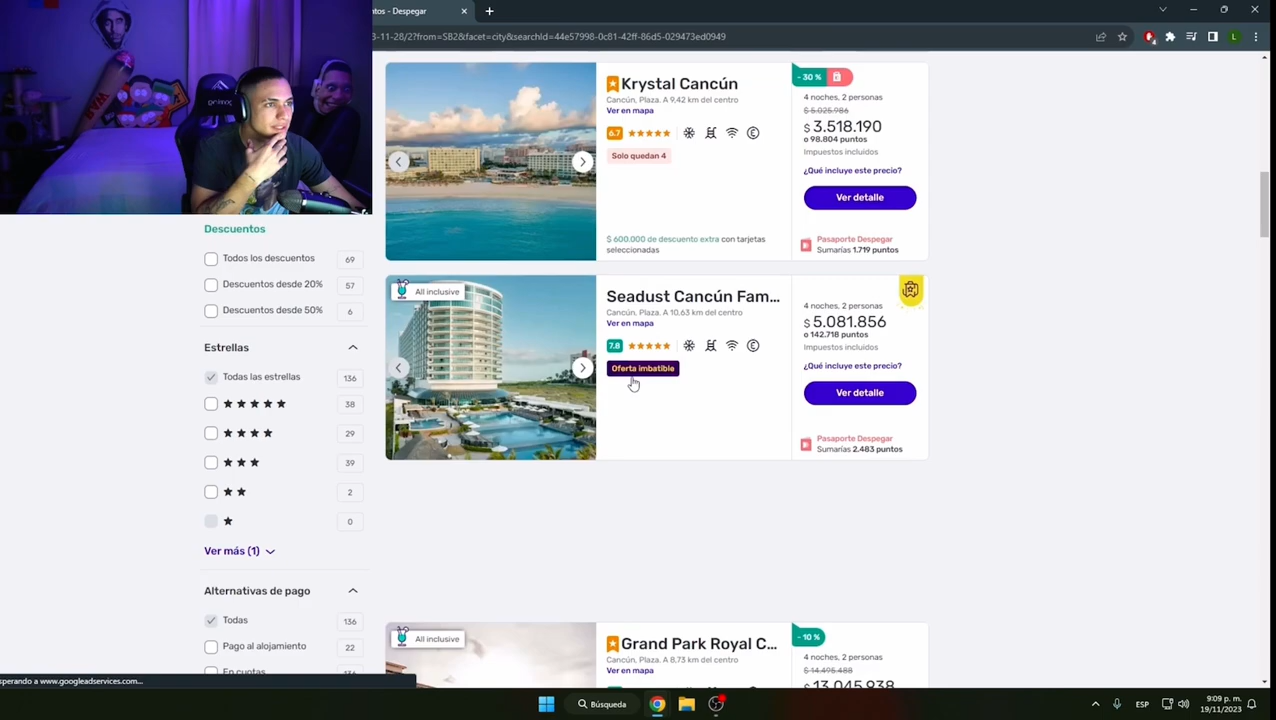 ntos - Despegar
3-11-28/2?from=SB2&facet=city&searchId=44e57998-0c81-42ff-86d5-029473ed0949
Krystal Cancún
Cancún, Plaza. A 9,42 km del centro
Ver en mapa
6.7
Solo quedan 4
$ 600.000 de descuento extra con tarjetas
seleccionadas
- 30 %
4 noches, 2 personas
$ 5.025.986
$ 3.518.190
o 98.804 puntos
Impuestos incluidos
¿Qué incluye este precio?
Ver detalle
Pasaporte Despegar
Sumarías 1.719 puntos
Descuentos
Todos los descuentos 69
Descuentos desde 20% 57
Descuentos desde 50% 6
Estrellas
Todas las estrellas 136
38
29
39
2
0
Ver más (1)
Alternativas de pago
Todas 136
Pago al alojamiento 22
En cuotas 136
All inclusive
Seadust Cancún Fam...
Cancún, Plaza. A 10,63 km del centro
Ver en mapa
7.8
Oferta imbatible
4 noches, 2 personas
$ 5.081.856
o 142.718 puntos
Impuestos incluidos
¿Qué incluye este precio?
Ver detalle
Pasaporte Despegar
Sumarías 2.483 puntos
All inclusive
Grand Park Royal C...
Cancún, Plaza. A 8,73 km del centro
Ver en mapa
- 10 %
4 noches, 2 personas
$ 14.495.488
$ 13.045.938
sperando a www.googleadservices.com...
Búsqueda
ESP
9:09 p. m.
19/11/2023